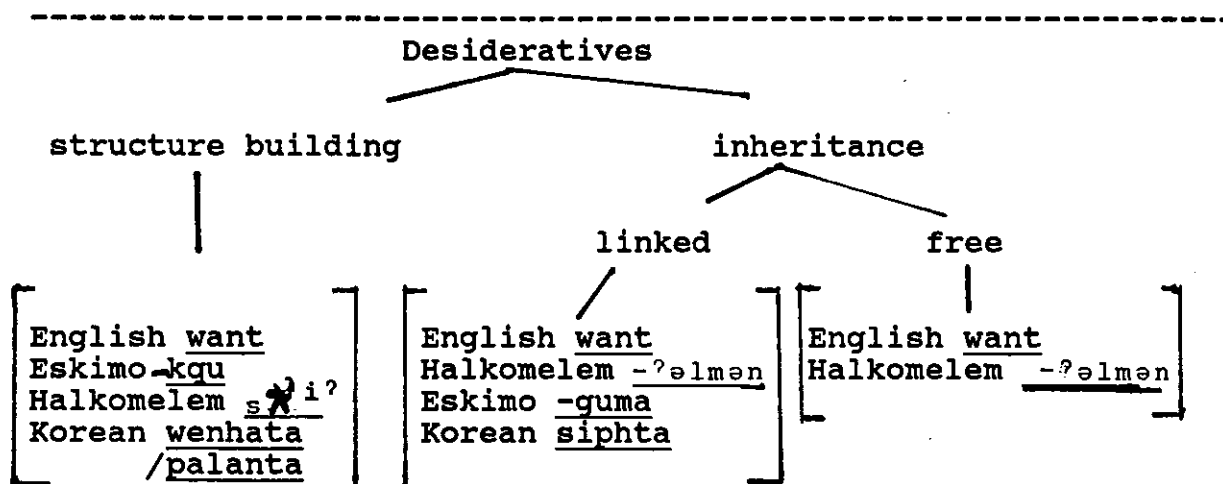 Desideratives
structure building inheritance
linked free
English want
Eskimo -kqu
Halkomelem
Korean wenhata
/palanta
English want
Halkomelem -ʔəlmən
Eskimo -guma
Korean siphta
English want
Halkomelem -ʔəlmən